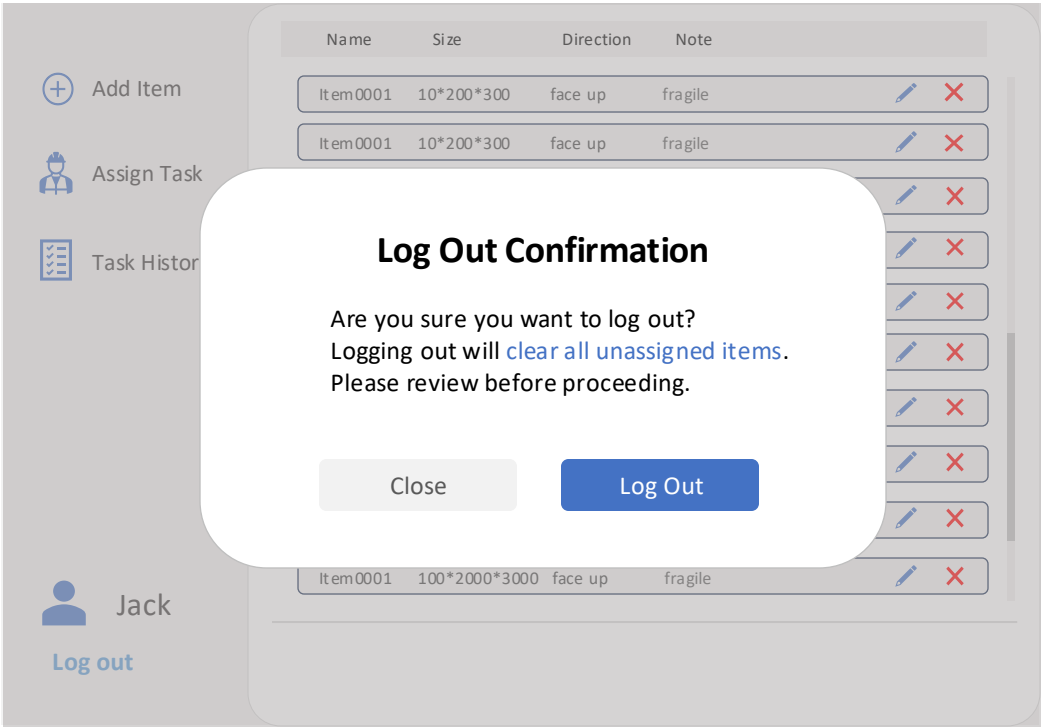 Name Size Direction Note
Add Item
Item0001 10*200*300 face up fragile
Item0001 10*200*300 face up fragile
Assign Task
Task Histor
Log Out Confirmation
Are you sure you want to log out?
Logging out will clear all unassigned items.
Please review before proceeding.
Close Log Out
Item0001 100*2000*3000 face up fragile
Jack
Log out